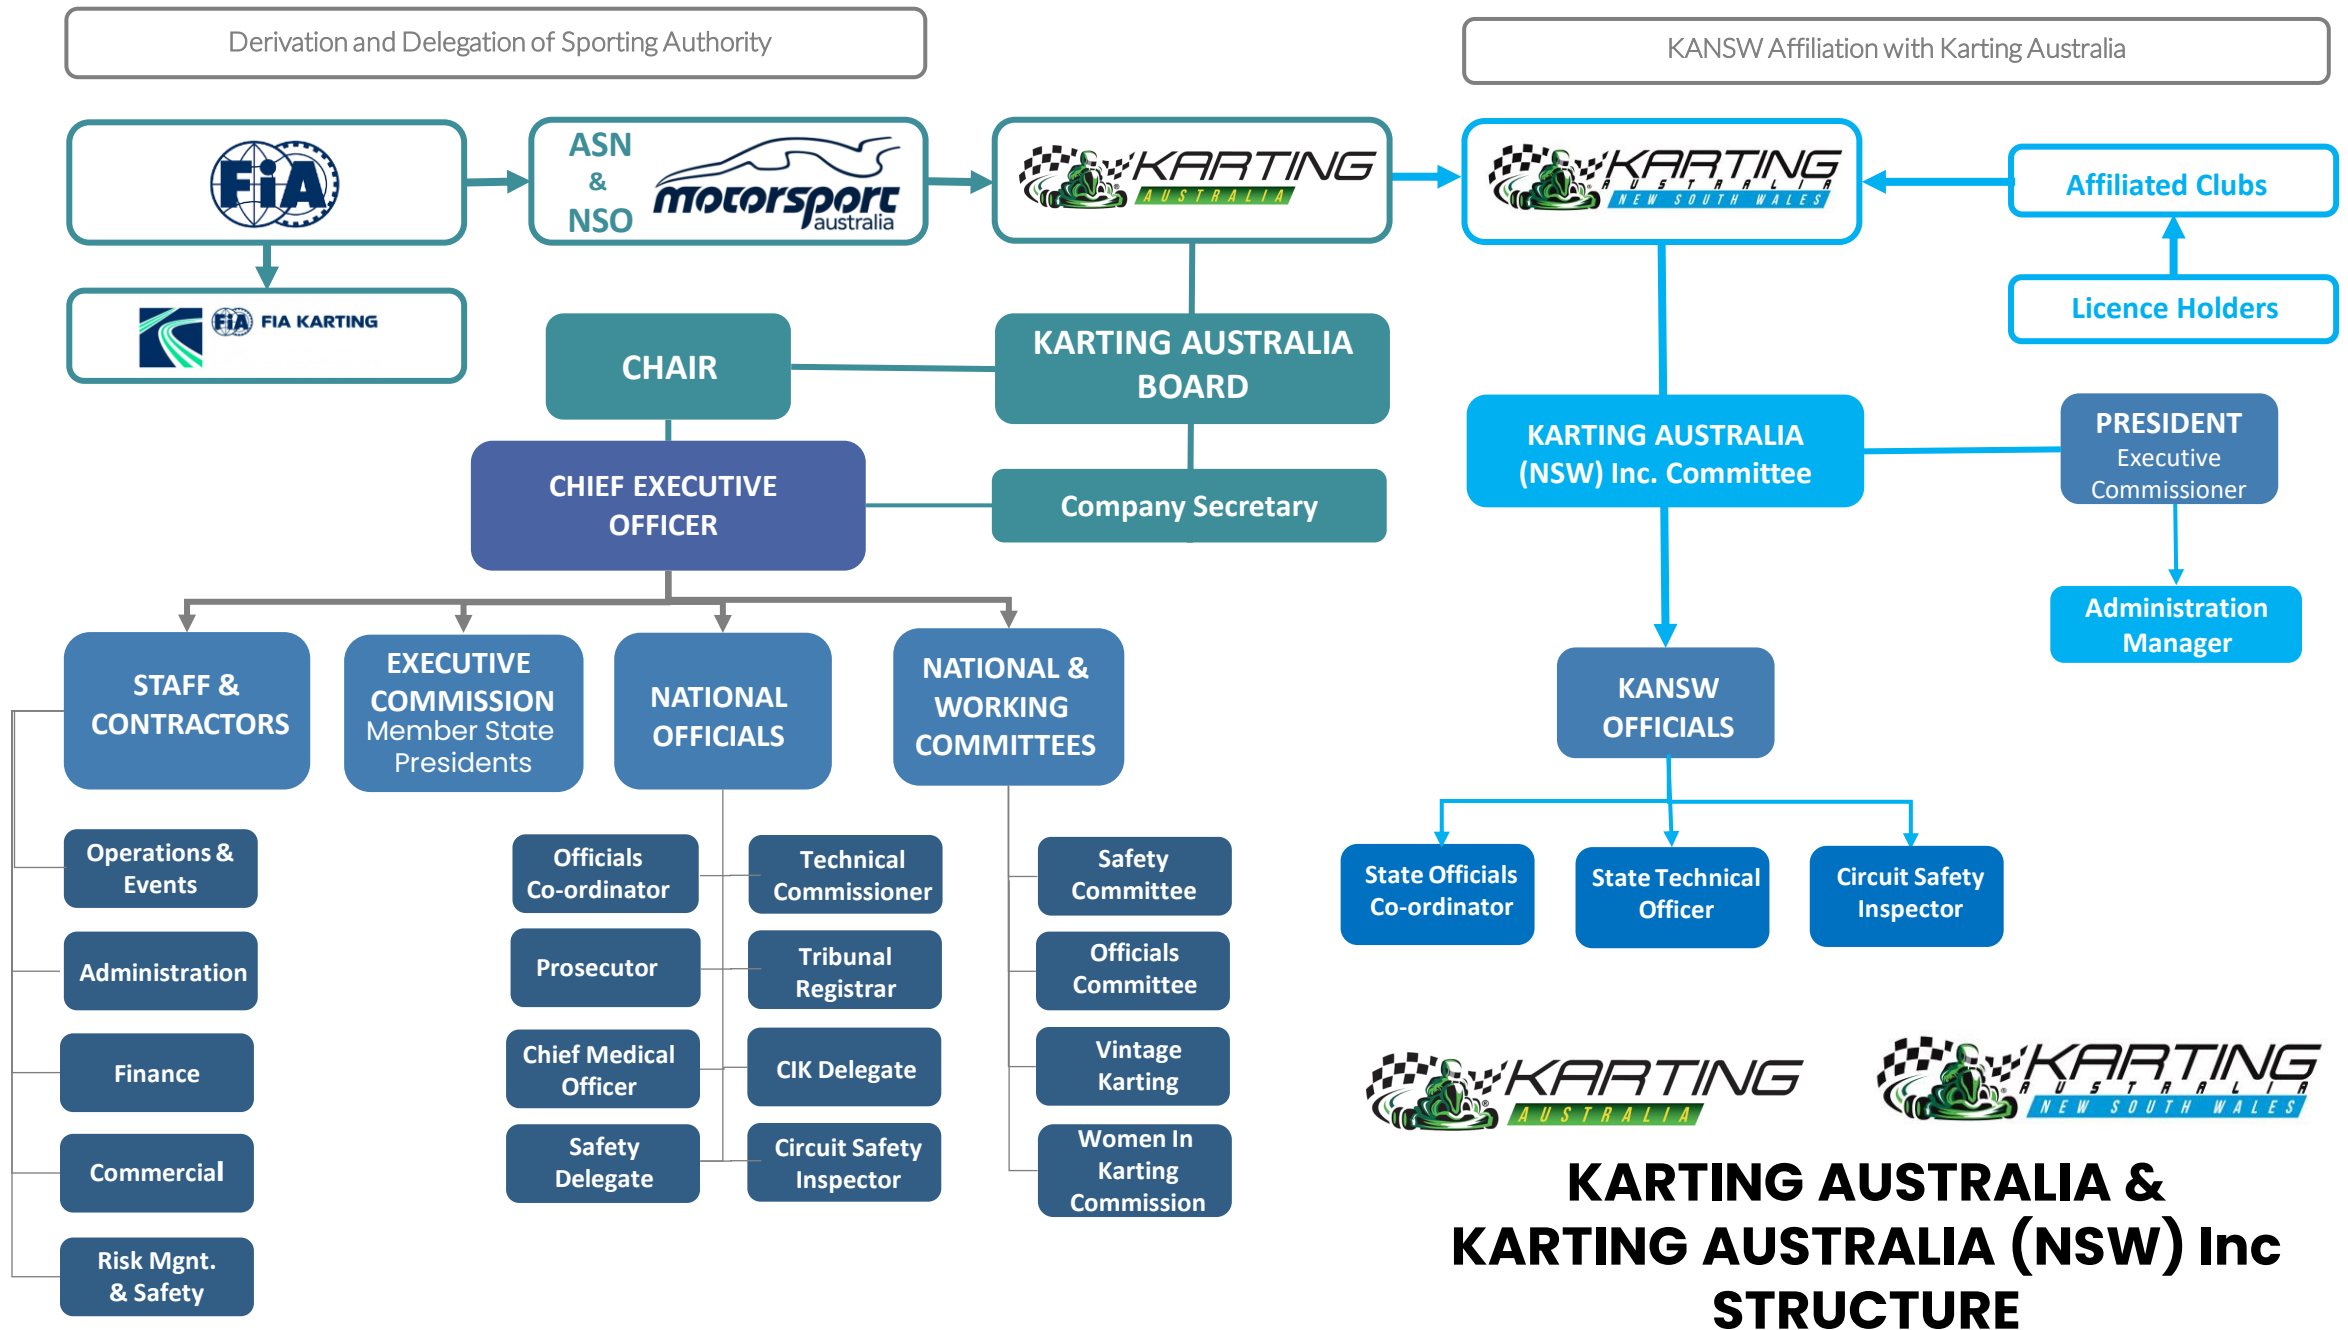 Derivation and Delegation of Sporting Authority
KANSW Affiliation with Karting Australia
FiA
ASN
&
NSO
motorsport
australia
KARTING
AUSTRALIA
KARTING
AUSTRALIA
NEW SOUTH WALES
Affiliated Clubs
Licence Holders
FiA FIA KARTING
CHAIR
KARTING AUSTRALIA
BOARD
CHIEF EXECUTIVE
OFFICER
Company Secretary
KARTING AUSTRALIA
(NSW) Inc. Committee
PRESIDENT
Executive
Commissioner
Administration
Manager
STAFF &
CONTRACTORS
EXECUTIVE
COMMISSION
Member State
Presidents
NATIONAL
OFFICIALS
NATIONAL &
WORKING
COMMITTEES
KANSW
OFFICIALS
Operations &
Events
Administration
Finance
Commercial
Risk Mgnt.
& Safety
Officials
Co-ordinator
Technical
Commissioner
Prosecutor
Tribunal
Registrar
Chief Medical
Officer
CIK Delegate
Safety
Delegate
Circuit Safety
Inspector
Safety
Committee
Officials
Committee
Vintage
Karting
Women In
Karting
Commission
State Officials
Co-ordinator
State Technical
Officer
Circuit Safety
Inspector
KARTING
AUSTRALIA
KARTING
AUSTRALIA
NEW SOUTH WALES
KARTING AUSTRALIA &
KARTING AUSTRALIA (NSW) Inc
STRUCTURE